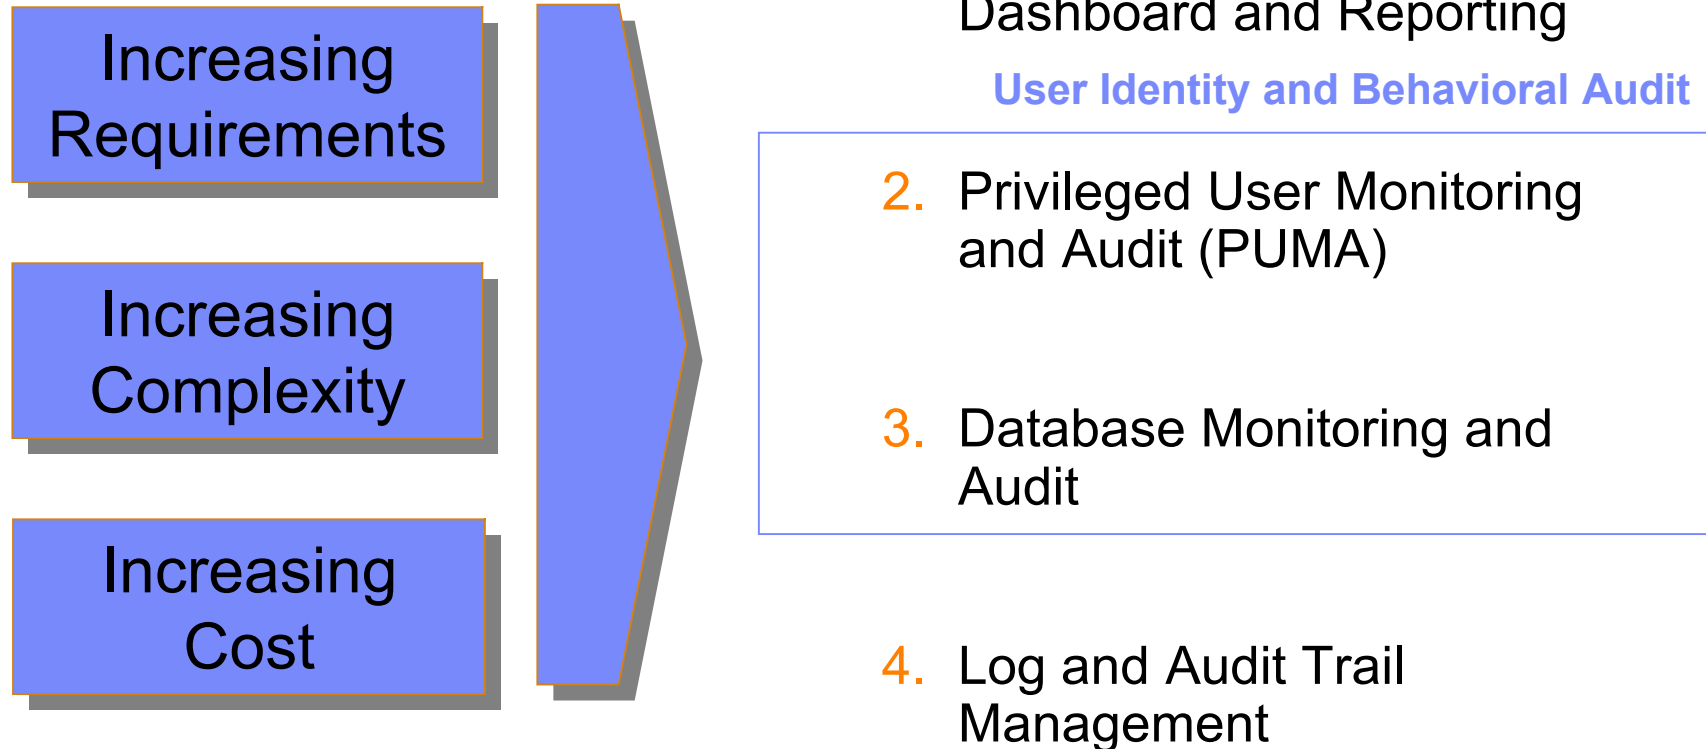 Increasing
Requirements
Increasing
Complexity
Increasing
Cost
Dashboard and Reporting
User Identity and Behavioral Audit
2. Privileged User Monitoring
and Audit (PUMA)
3. Database Monitoring and
Audit
4. Log and Audit Trail
Management